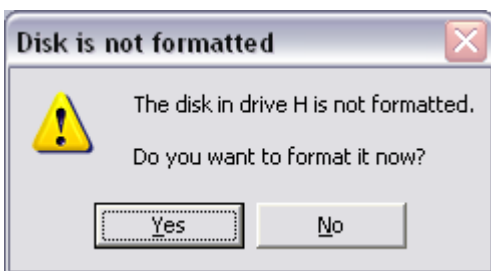 Disk is not formatted
The disk in drive H is not formatted.
Do you want to format it now?
Yes
No